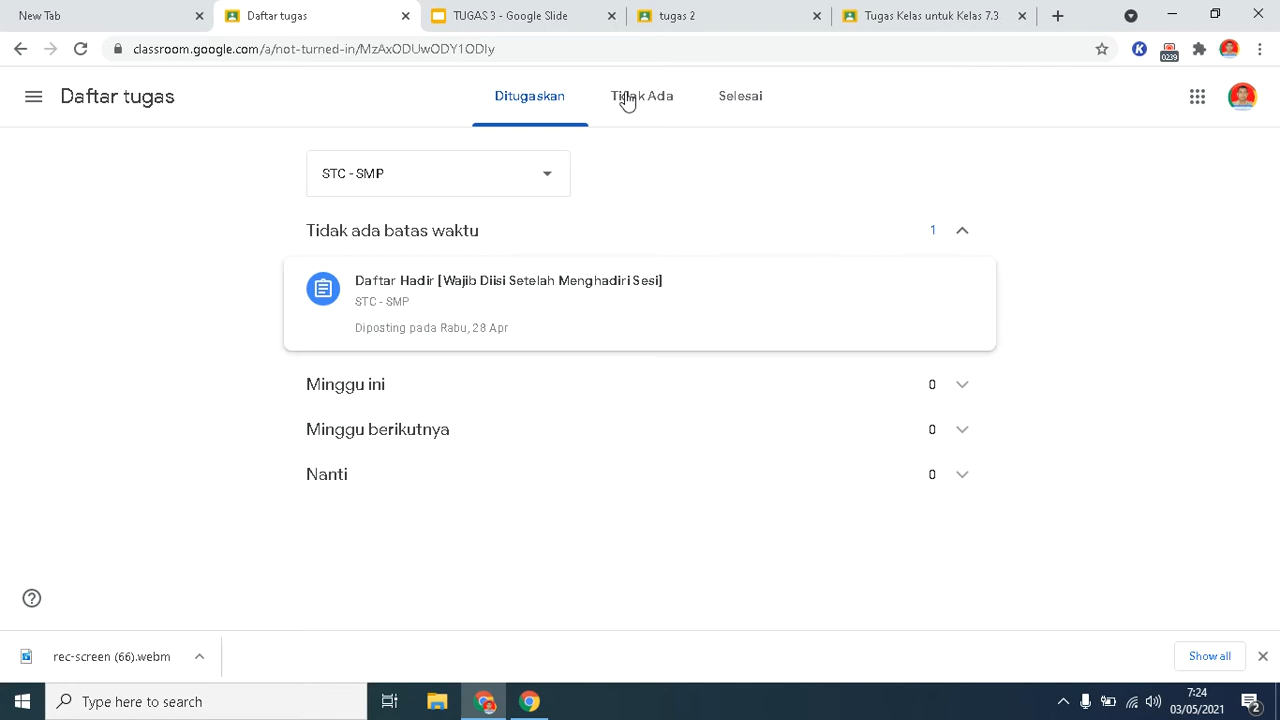 New Tab
Daftar tugas
TUGAS 3 - Google Slide
tugas 2
Tugas Kelas untuk Kelas 7.3
classroom.google.com/a/not-turned-in/MzAxODUwODY1ODIy
0239
Daftar tugas
Ditugaskan
Tidak Ada
Selesai
STC - SMP
Tidak ada batas waktu
1
Daftar Hadir [Wajib Diisi Setelah Menghadiri Sesi]
STC - SMP
Diposting pada Rabu, 28 Apr
Minggu ini
0
Minggu berikutnya
0
Nanti
0
rec-screen (66).webm
Show all
Type here to search
7:24
03/05/2021
2